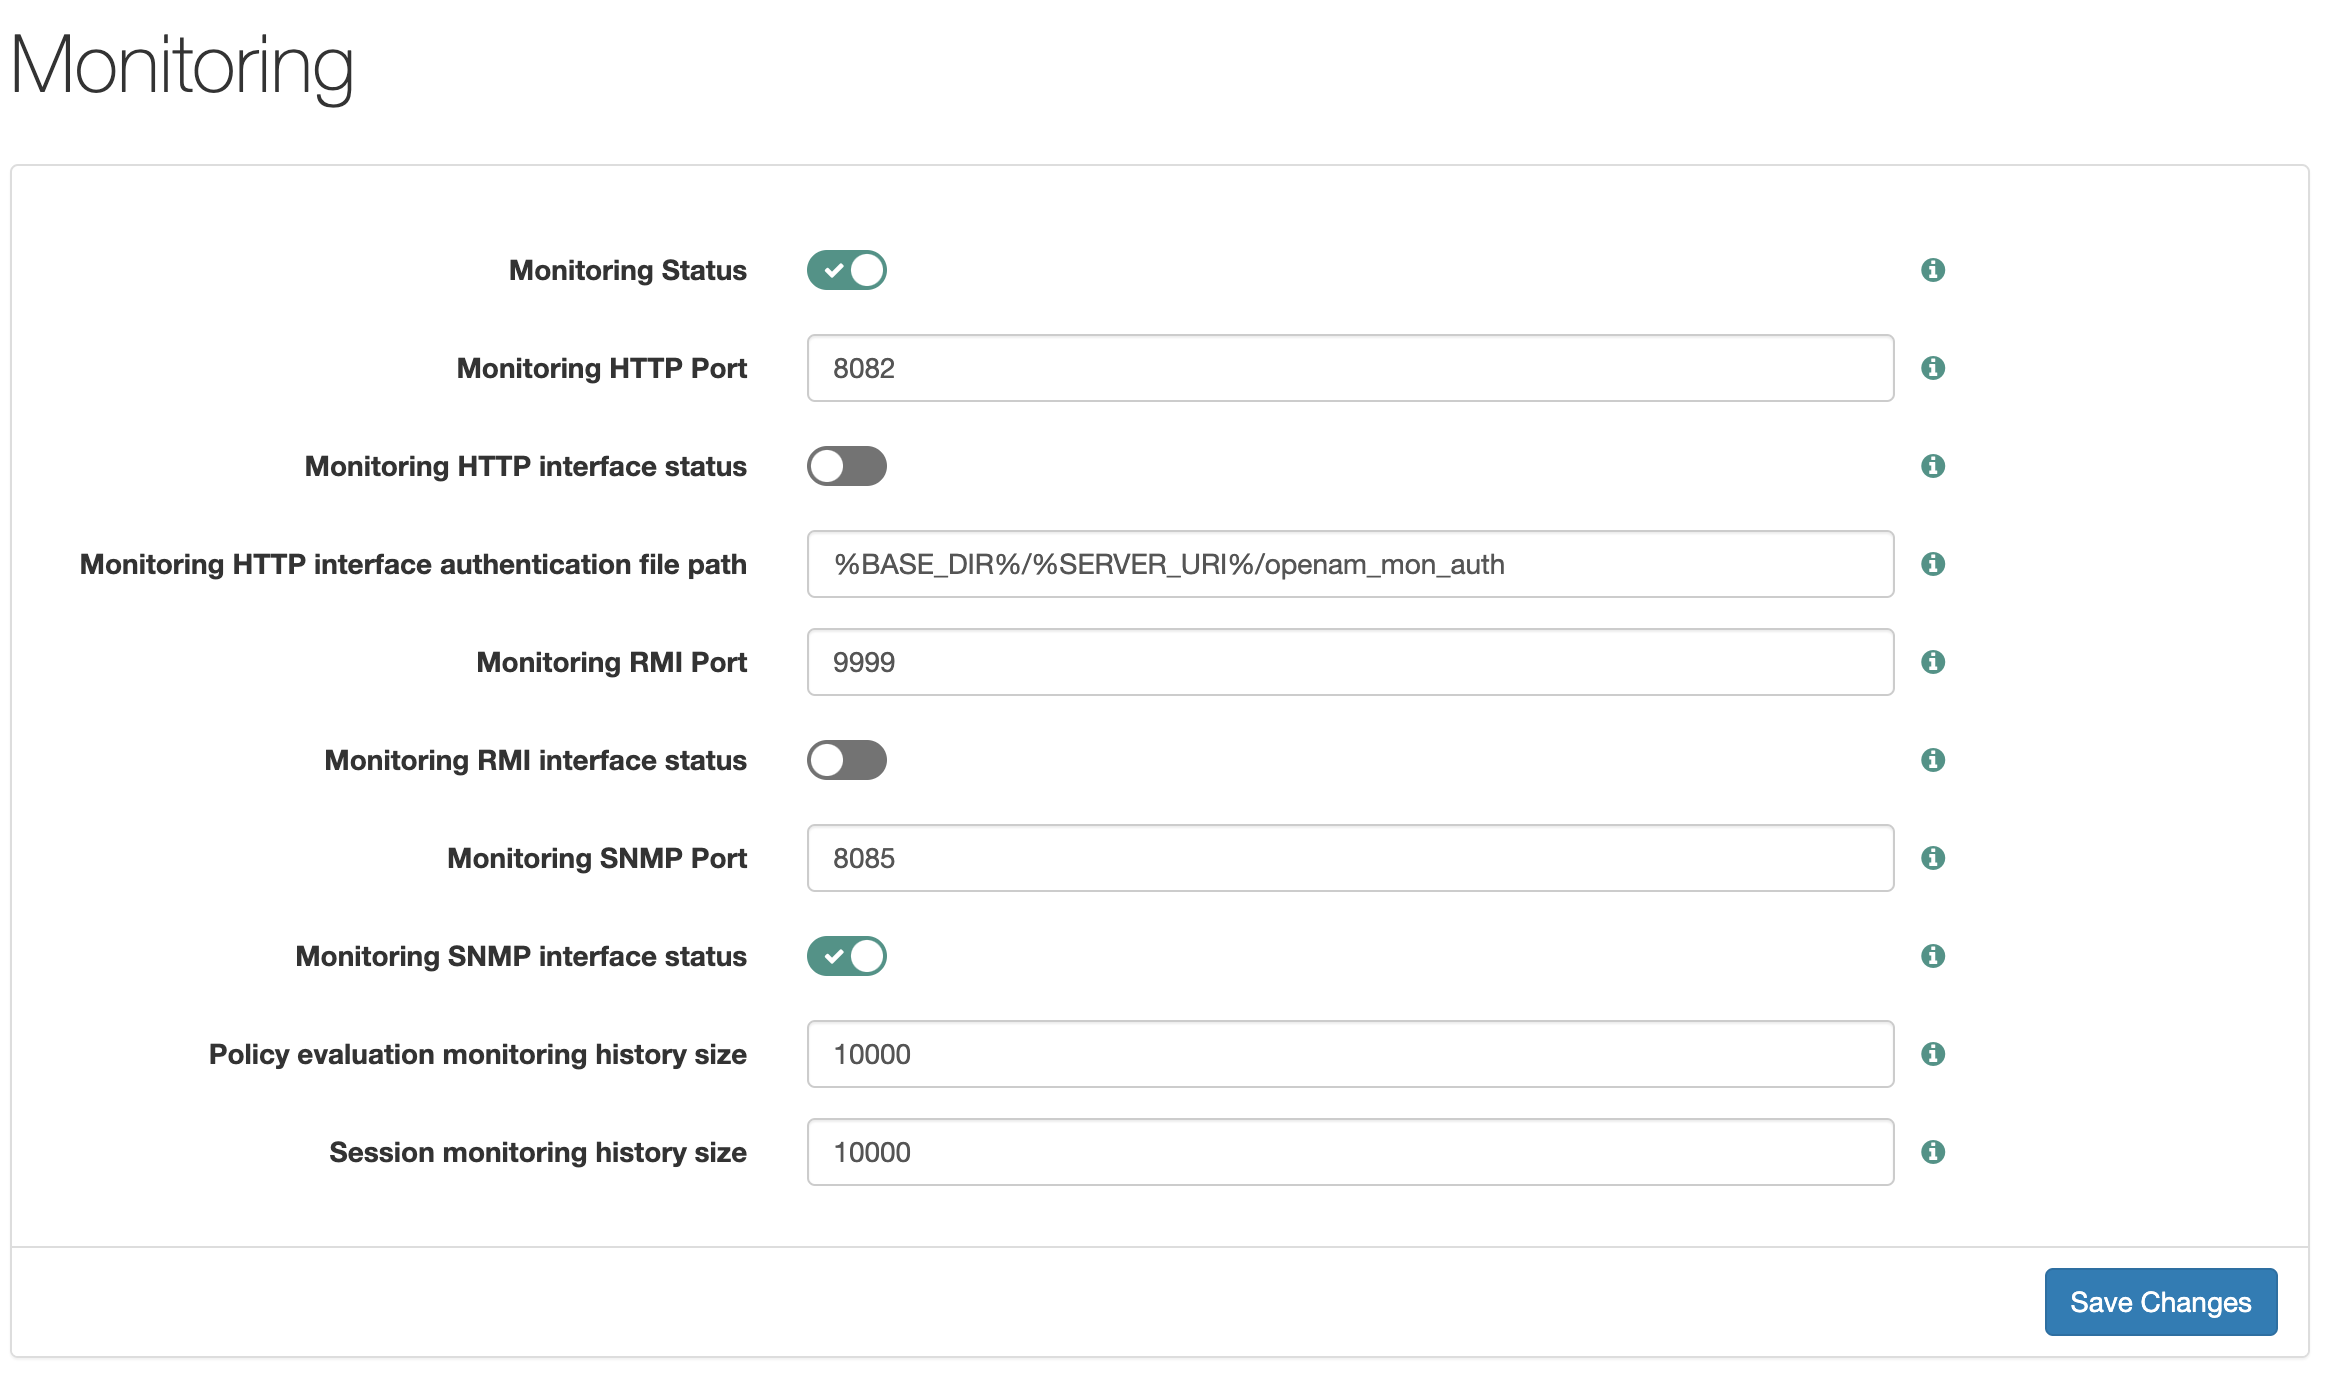 Monitoring
Monitoring Status
Monitoring HTTP Port 8082
Monitoring HTTP interface status
Monitoring HTTP interface authentication file path %BASE_DIR%/%SERVER_URI%/openam_mon_auth
Monitoring RMI Port 9999
Monitoring RMI interface status
Monitoring SNMP Port 8085
Monitoring SNMP interface status
Policy evaluation monitoring history size 10000
Session monitoring history size 10000
Save Changes